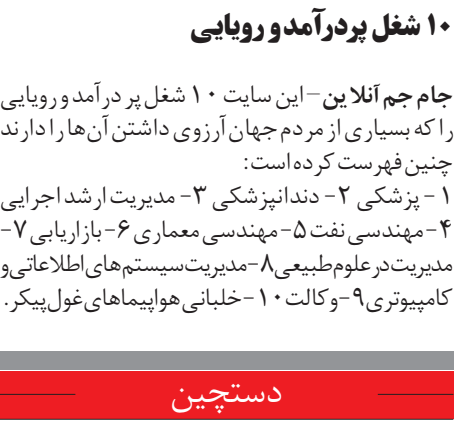 ۱۰ شغل پردرآمد و رویایی
جام جم آنلاین – این سایت ۱۰ شغل پر درآمد و رویایی
را که بسیاری از مردم جهان آرزوی داشتن آن‌ها را دارند
چنین فهرست کرده است:
۱- پزشکی ۲- دندانپزشکی ۳- مدیریت ارشد اجرایی
۴- مهندسی نفت ۵- مهندسی معماری ۶- بازاریابی ۷-
مدیریت در علوم طبیعی ۸- مدیریت سیستم های اطلاعاتی و
کامپیوتری ۹- وکالت ۱۰- خلبانی هواپیماهای غول پیکر.
دستچین